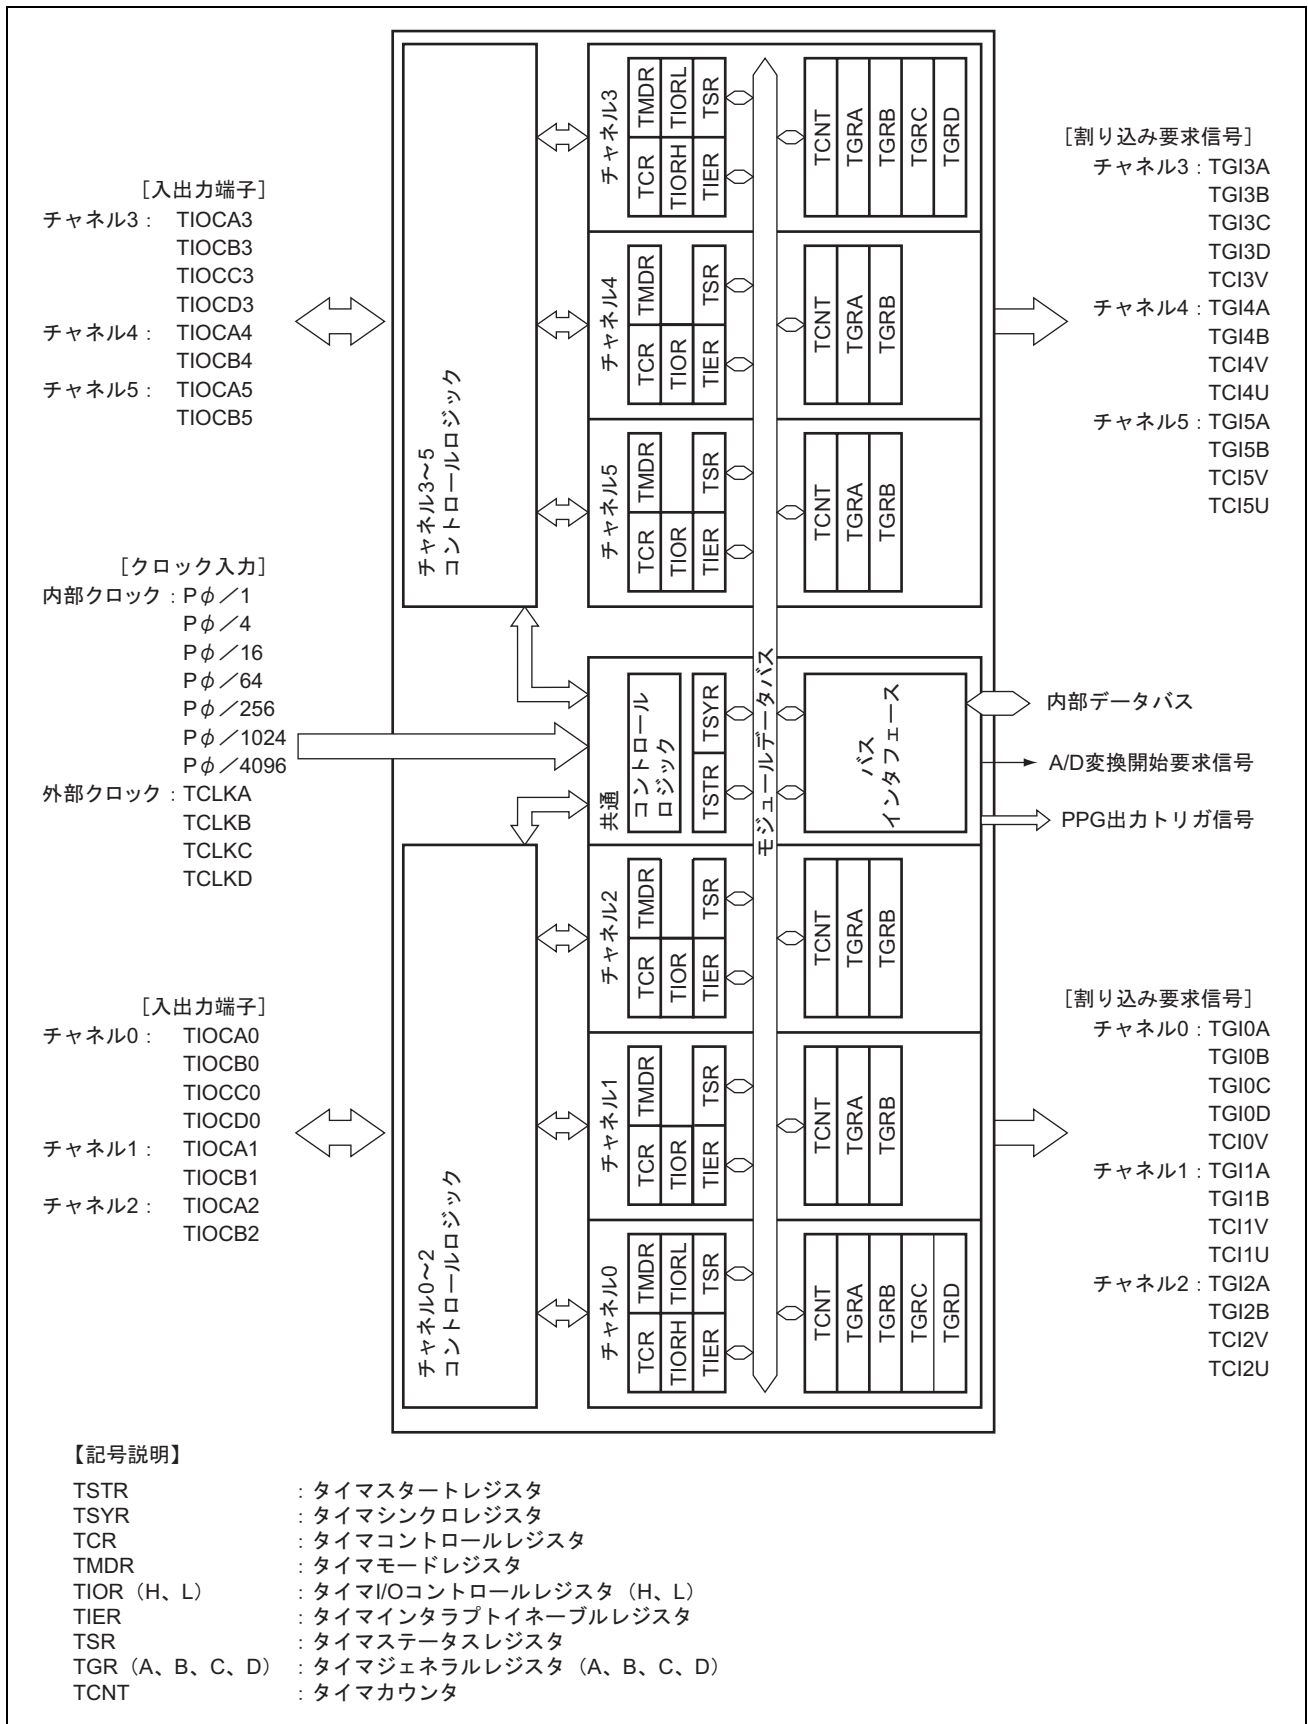 [入出力端子]
チャネル3： TIOCA3
TIOCB3
TIOCC3
TIOCD3
チャネル4： TIOCA4
TIOCB4
チャネル5： TIOCA5
TIOCB5
[クロック入力]
内部クロック：Pφ／1
Pφ／4
Pφ／16
Pφ／64
Pφ／256
Pφ／1024
Pφ／4096
外部クロック：TCLKA
TCLKB
TCLKC
TCLKD
[入出力端子]
チャネル0： TIOCA0
TIOCB0
TIOCC0
TIOCD0
チャネル1： TIOCA1
TIOCB1
チャネル2： TIOCA2
TIOCB2
チャネル3～5
コントロールロジック
チャネル0～2
コントロールロジック
チャネル3
TCR TMDR
TIORH TIORL
TIER TSR
TCNT
TGRA
TGRB
TGRC
TGRD
チャネル4
TCR TMDR
TIOR
TIER TSR
TCNT
TGRA
TGRB
チャネル5
TCR TMDR
TIOR
TIER TSR
TCNT
TGRA
TGRB
共通
コントロール
ロジック
TSTR TSYR
モジュールデータバス
バス
インタフェース
チャネル2
TCR TMDR
TIOR
TIER TSR
TCNT
TGRA
TGRB
チャネル1
TCR TMDR
TIOR
TIER TSR
TCNT
TGRA
TGRB
チャネル0
TCR TMDR
TIORH TIORL
TIER TSR
TCNT
TGRA
TGRB
TGRC
TGRD
[割り込み要求信号]
チャネル3：TGI3A
TGI3B
TGI3C
TGI3D
TCI3V
チャネル4：TGI4A
TGI4B
TCI4V
TCI4U
チャネル5：TGI5A
TGI5B
TCI5V
TCI5U
内部データバス
A/D変換開始要求信号
PPG出力トリガ信号
[割り込み要求信号]
チャネル0：TGI0A
TGI0B
TGI0C
TGI0D
TCI0V
チャネル1：TGI1A
TGI1B
TCI1V
TCI1U
チャネル2：TGI2A
TGI2B
TCI2V
TCI2U
【記号説明】
TSTR ：タイマスタートレジスタ
TSYR ：タイマシンクロレジスタ
TCR ：タイマコントロールレジスタ
TMDR ：タイマモードレジスタ
TIOR（H、L） ：タイマI/Oコントロールレジスタ（H、L）
TIER ：タイマインタラプトイネーブルレジスタ
TSR ：タイマステータスレジスタ
TGR（A、B、C、D） ：タイマジェネラルレジスタ（A、B、C、D）
TCNT ：タイマカウンタ